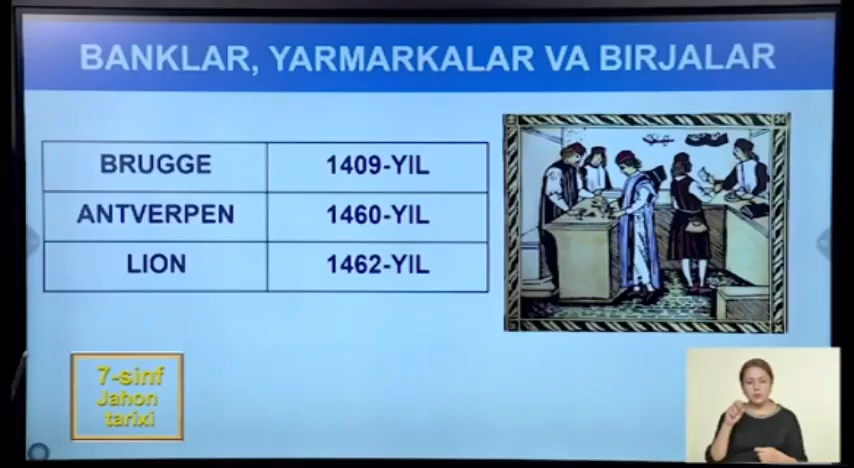 BANKLAR, YARMARKALAR VA BIRJALAR
BRUGGE 1409-YIL
ANTVERPEN 1460-YIL
LION 1462-YIL
7-sinf
Jahon
tarixi